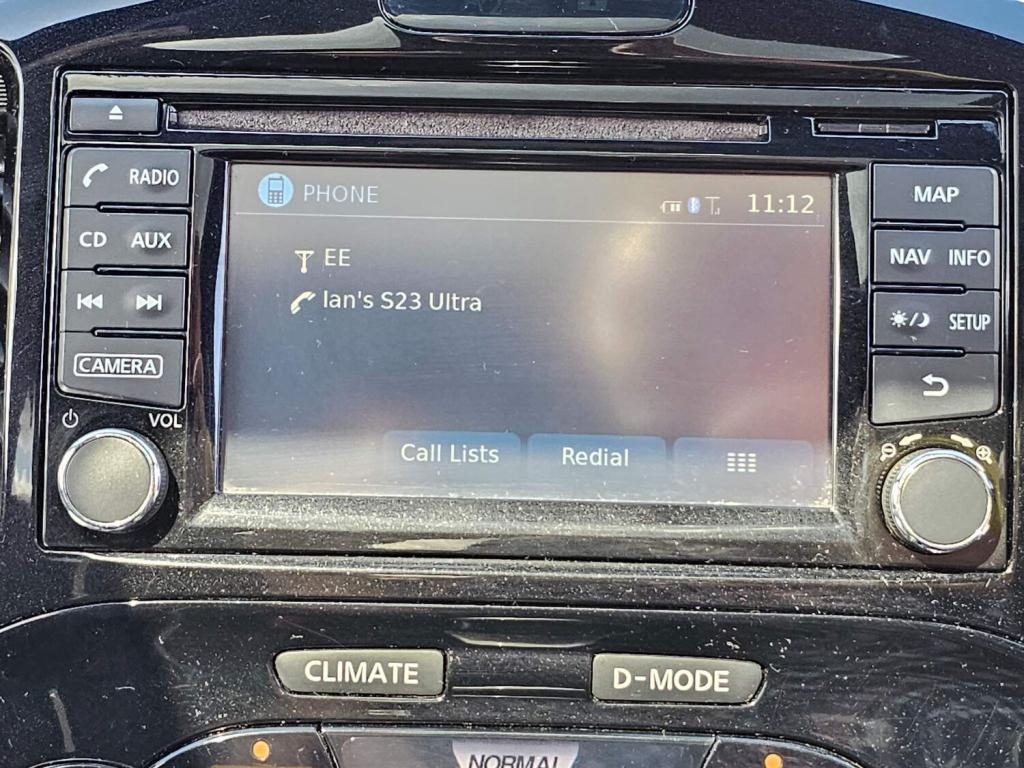 RADIO
CD AUX
CAMERA
VOL
PHONE 11:12
EE
Ian's S23 Ultra
Call Lists Redial
MAP
NAV INFO
SETUP
CLIMATE D-MODE
NORMAL